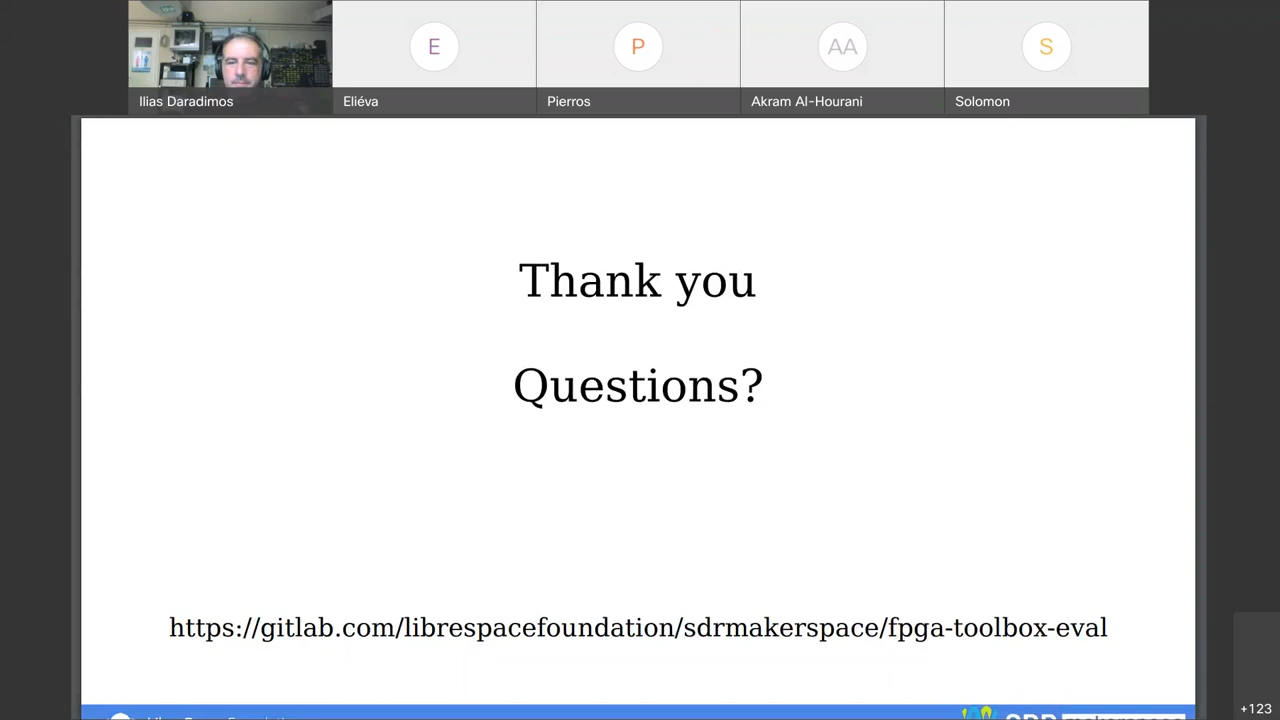 E
P
AA
S
Ilias Daradimos
Eliéva
Pierros
Akram Al-Hourani
Solomon
Thank you
Questions?
https://gitlab.com/librespacefoundation/sdrmakerspace/fpga-toolbox-eval
+123